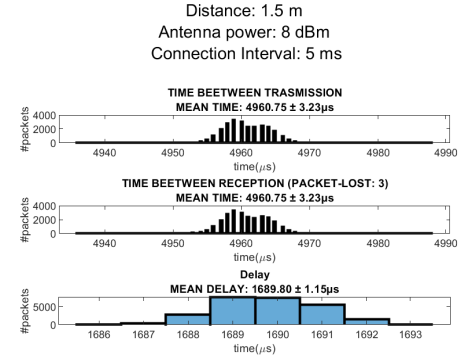 Distance: 1.5 m
Antenna power: 8 dBm
Connection Interval: 5 ms
TIME BEETWEEN TRASMISSION
MEAN TIME: 4960.75 ± 3.23μs
#packets
4000
2000
0
4940 4950 4960 4970 4980 4990
time(μs)
TIME BEETWEEN RECEPTION (PACKET-LOST: 3)
MEAN TIME: 4960.75 ± 3.23μs
#packets
4000
2000
0
4940 4950 4960 4970 4980 4990
time(μs)
Delay
MEAN DELAY: 1689.80 ± 1.15μs
#packets
5000
0
1686 1687 1688 1689 1690 1691 1692 1693
time(μs)